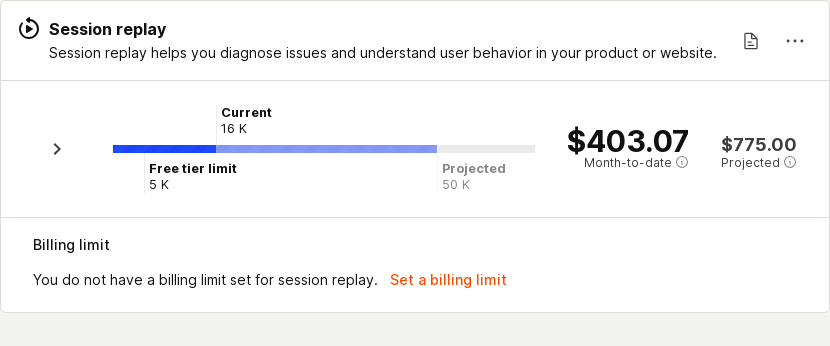 Session replay
Session replay helps you diagnose issues and understand user behavior in your product or website.
Current
16 K
Free tier limit
5 K
Projected
50 K
$403.07
Month-to-date
$775.00
Projected
Billing limit
You do not have a billing limit set for session replay. Set a billing limit